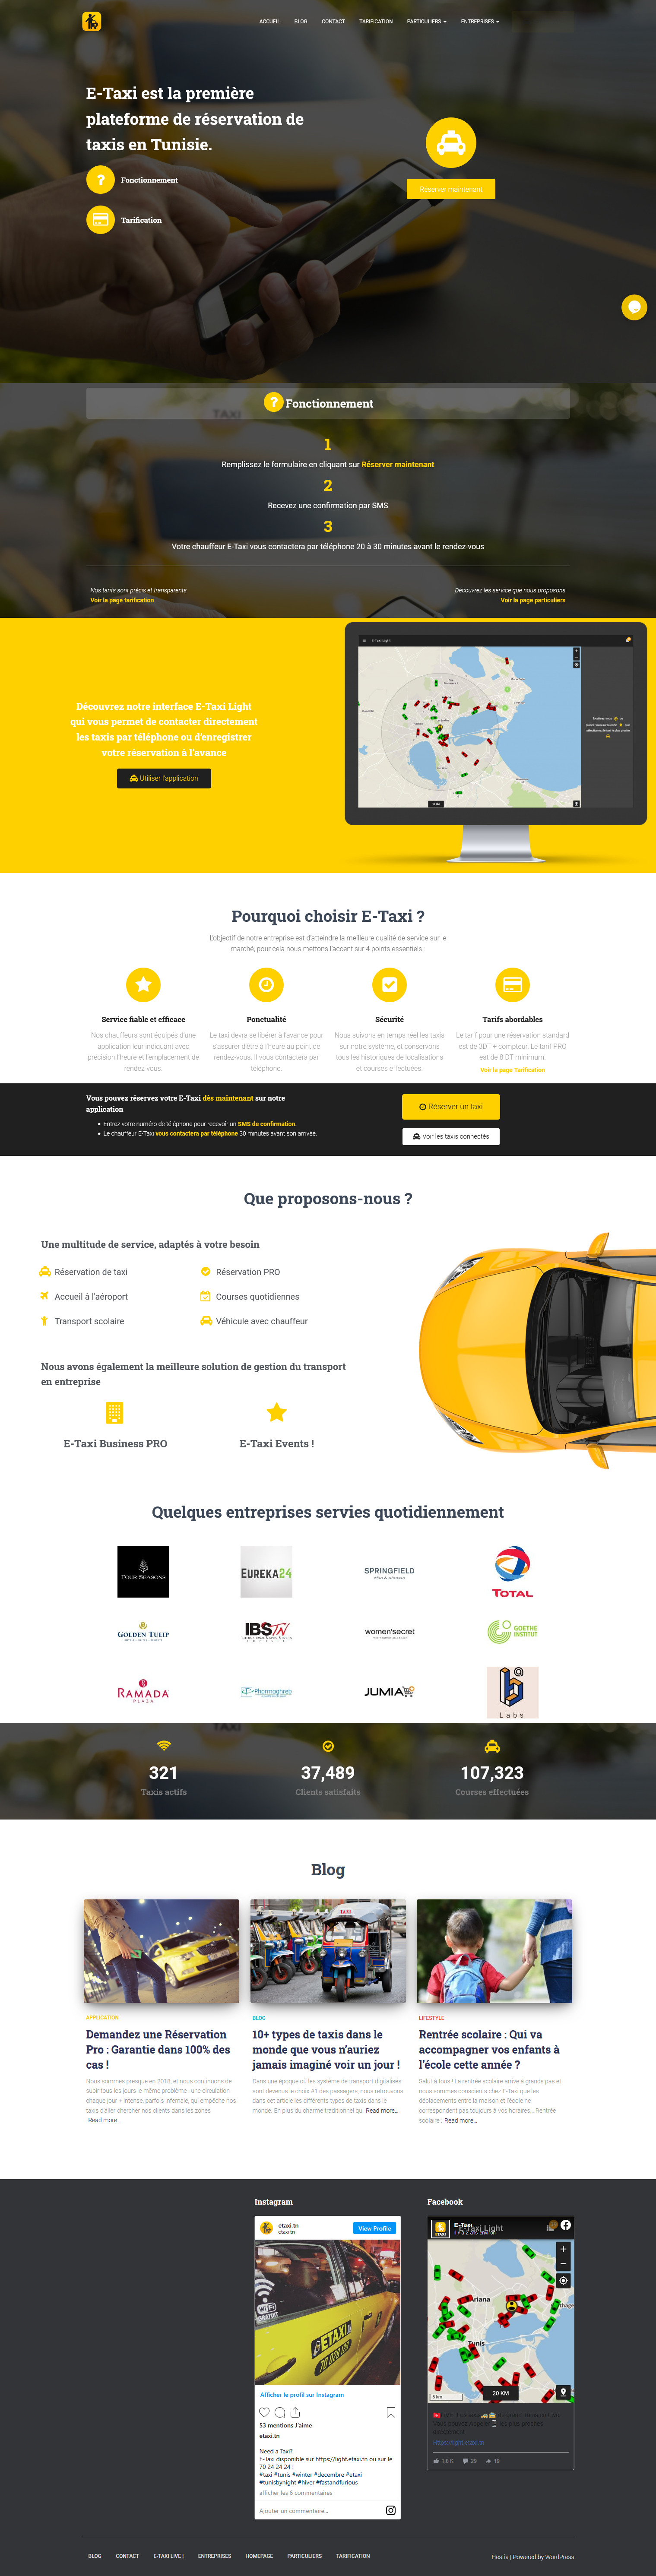 ACCUEIL BLOG CONTACT TARIFICATION PARTICULIERS ENTREPRISES
E-Taxi est la première
plateforme de réservation de
taxis en Tunisie.
Fonctionnement
Tarification
Réserver maintenant
TAXI
Fonctionnement
1
Remplissez le formulaire en cliquant sur Réserver maintenant
2
Recevez une confirmation par SMS
3
Votre chauffeur E-Taxi vous contactera par téléphone 20 à 30 minutes avant le rendez-vous
Nos tarifs sont précis et transparents
Voir la page tarification
Découvrez les service que nous proposons
Voir la page particuliers
Découvrez notre interface E-Taxi Light
qui vous permet de contacter directement
les taxis par téléphone ou d'enregistrer
votre réservation à l'avance
Utiliser l'application
E-Taxi Light
Pourquoi choisir E-Taxi ?
L'objectif de notre entreprise est d'atteindre la meilleure qualité de service sur le
marché, pour cela nous mettons l'accent sur 4 points essentiels :
Service fiable et efficace
Nos chauffeurs sont équipés d'une
application leur indiquant avec
précision l'heure et l'emplacement de
rendez-vous.
Ponctualité
Le taxi devra se libérer à l'avance pour
s'assurer d'être à l'heure au point de
rendez-vous. Il vous contactera par
téléphone.
Sécurité
Nous suivons en temps réel les taxis
sur notre système, et conservons
tous les historiques de localisations
et courses effectuées.
Tarifs abordables
Le tarif pour une réservation standard
est de 3DT + compteur. Le tarif PRO
est de 8 DT minimum.
Voir la page Tarification
Vous pouvez réservez votre E-Taxi dès maintenant sur notre
application
Entrez votre numéro de téléphone pour recevoir un SMS de confirmation.
Le chauffeur E-Taxi vous contactera par téléphone 30 minutes avant son arrivée.
Réserver un taxi
Voir les taxis connectés
Que proposons-nous ?
Une multitude de service, adaptés à votre besoin
Réservation de taxi
Réservation PRO
Accueil à l'aéroport
Courses quotidiennes
Transport scolaire
Véhicule avec chauffeur
Nous avons également la meilleure solution de gestion du transport
en entreprise
E-Taxi Business PRO
E-Taxi Events !
Quelques entreprises servies quotidiennement
FOUR SEASONS
EUREKA24
SPRINGFIELD
TOTAL
GOLDEN TULIP
IBS TN
women'secret
GOETHE
INSTITUT
RAMADA
PLAZA
Pharmaghreb
JUMIA
Labs
TAXI
321
Taxis actifs
37,489
Clients satisfaits
107,323
Courses effectuées
Blog
TAXI
APPLICATION
Demandez une Réservation
Pro : Garantie dans 100% des
cas !
Nous sommes presque en 2018, et nous continuons de
subir tous les jours le même problème : une circulation
chaque jour + intense, parfois infernale, qui empêche nos
taxis d'aller chercher nos clients dans les zones
Read more…
BLOG
10+ types de taxis dans le
monde que vous n'auriez
jamais imaginé voir un jour !
Dans une époque où les système de transport digitalisés
sont devenus le choix #1 des passagers, nous retrouvons
dans cet article les différents types de taxis dans le
monde. En plus du charme traditionnel qui Read more…
LIFESTYLE
Rentrée scolaire : Qui va
accompagner vos enfants à
l'école cette année ?
Salut à tous ! La rentrée scolaire arrive à grands pas et
nous sommes conscients chez E-Taxi que les
déplacements entre la maison et l'école ne
correspondent pas toujours à vos horaires… Rentrée
scolaire : Read more…
Instagram
etaxi.tn
etaxi.tn
View Profile
WiFi
GRATUIT
ETAXI
Afficher le profil sur Instagram
53 mentions J'aime
etaxi.tn
Need a Taxi?
E-Taxi disponible sur https://light.etaxi.tn ou sur le
70 24 24 24 !
#taxi #tunis #winter #decembre #etaxi
#tunisbynight #hiver #fastandfurious
afficher les 6 commentaires
Ajouter un commentaire...
Facebook
E-Taxi
E-Taxi Light
il y a 2 ans environ
Ariana
Tunis
5 km
20 KM
https://light.etaxi.tn
BLOG CONTACT E-TAXI LIVE ! ENTREPRISES HOMEPAGE PARTICULIERS TARIFICATION
Hestia | Powered by WordPress